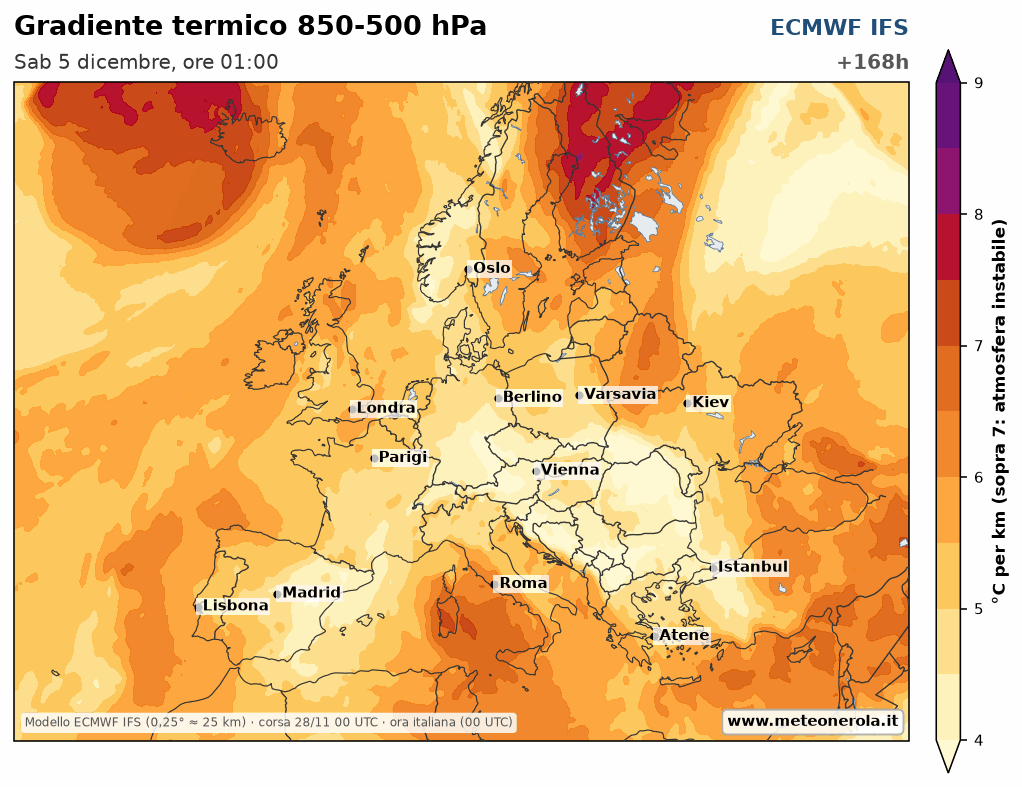 Gradiente termico 850-500 hPa
ECMWF IFS
Sab 5 dicembre, ore 01:00
+168h
9
8
7
6
5
4
°C per km (sopra 7: atmosfera instabile)
Oslo
Londra
Berlino
Varsavia
Kiev
Parigi
Vienna
Istanbul
Roma
Madrid
Lisbona
Atene
Modello ECMWF IFS (0,25° ≈ 25 km) · corsa 28/11 00 UTC · ora italiana (00 UTC)
www.meteonerola.it